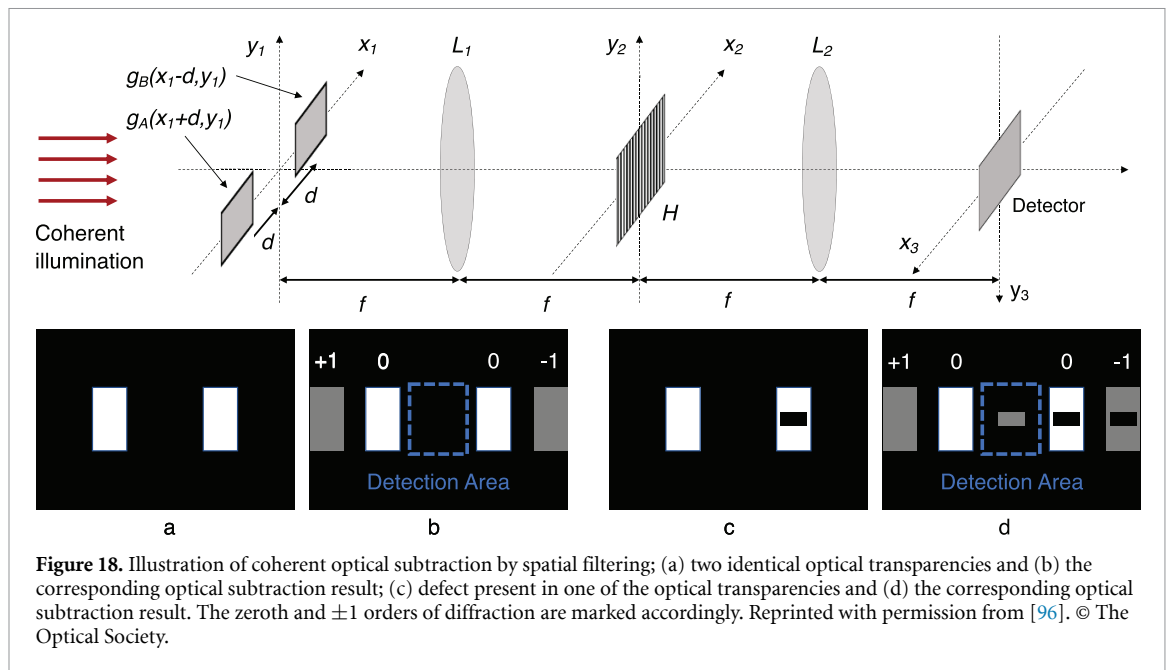 y1 x1 L1 y2 x2 L2
gB(x1-d,y1)
gA(x1+d,y1)
d
d
H
Detector
Coherent
illumination
x3
f f f f
y3
+1 0 0 -1
+1 0 0 -1
Detection Area
Detection Area
a b c d
Figure 18. Illustration of coherent optical subtraction by spatial filtering; (a) two identical optical transparencies and (b) the
corresponding optical subtraction result; (c) defect present in one of the optical transparencies and (d) the corresponding optical
subtraction result. The zeroth and ±1 orders of diffraction are marked accordingly. Reprinted with permission from [96]. © The
Optical Society.